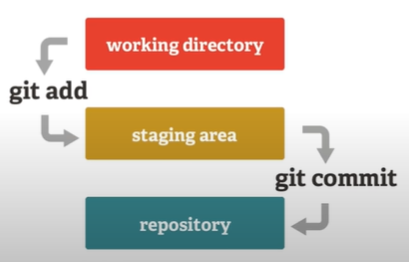 working directory
git add
staging area
git commit
repository